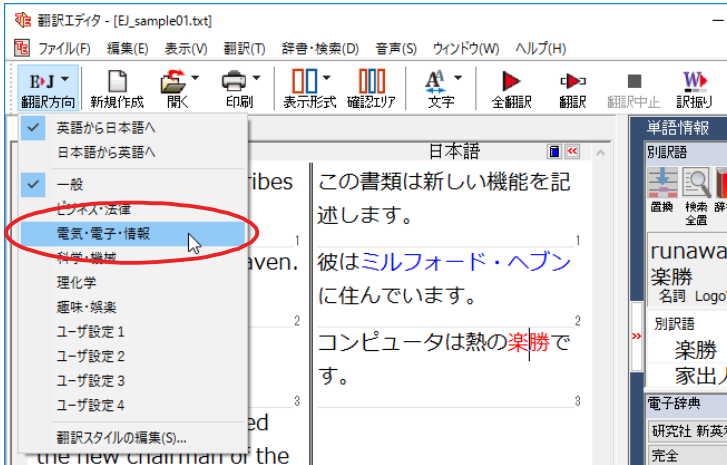 翻訳エディタ - [EJ_sample01.txt]
ファイル(F) 編集(E) 表示(V) 翻訳(T) 辞書・検索(D) 音声(S) ウィンドウ(W) ヘルプ(H)
E▸J
翻訳方向 新規作成 開く 印刷 表示形式 確認エリア 文字 全翻訳 翻訳 翻訳中止 訳振り
英語から日本語へ
日本語から英語へ
一般
ビジネス・法律
電気・電子・情報
科学・機械
理化学
趣味・娯楽
ユーザ設定 1
ユーザ設定 2
ユーザ設定 3
ユーザ設定 4
翻訳スタイルの編集(S)...
ribes
1
aven.
2
3
ed
the new chairman of the
日本語
この書類は新しい機能を記
述します。
1
彼はミルフォード・ヘブン
に住んでいます。
2
コンピュータは熱の楽勝で
す。
3
単語情報
別訳語
置換 検索 辞
全置
runawa
楽勝
名詞 Logo
別訳語
楽勝
家出人
電子辞典
研究社 新英
完全